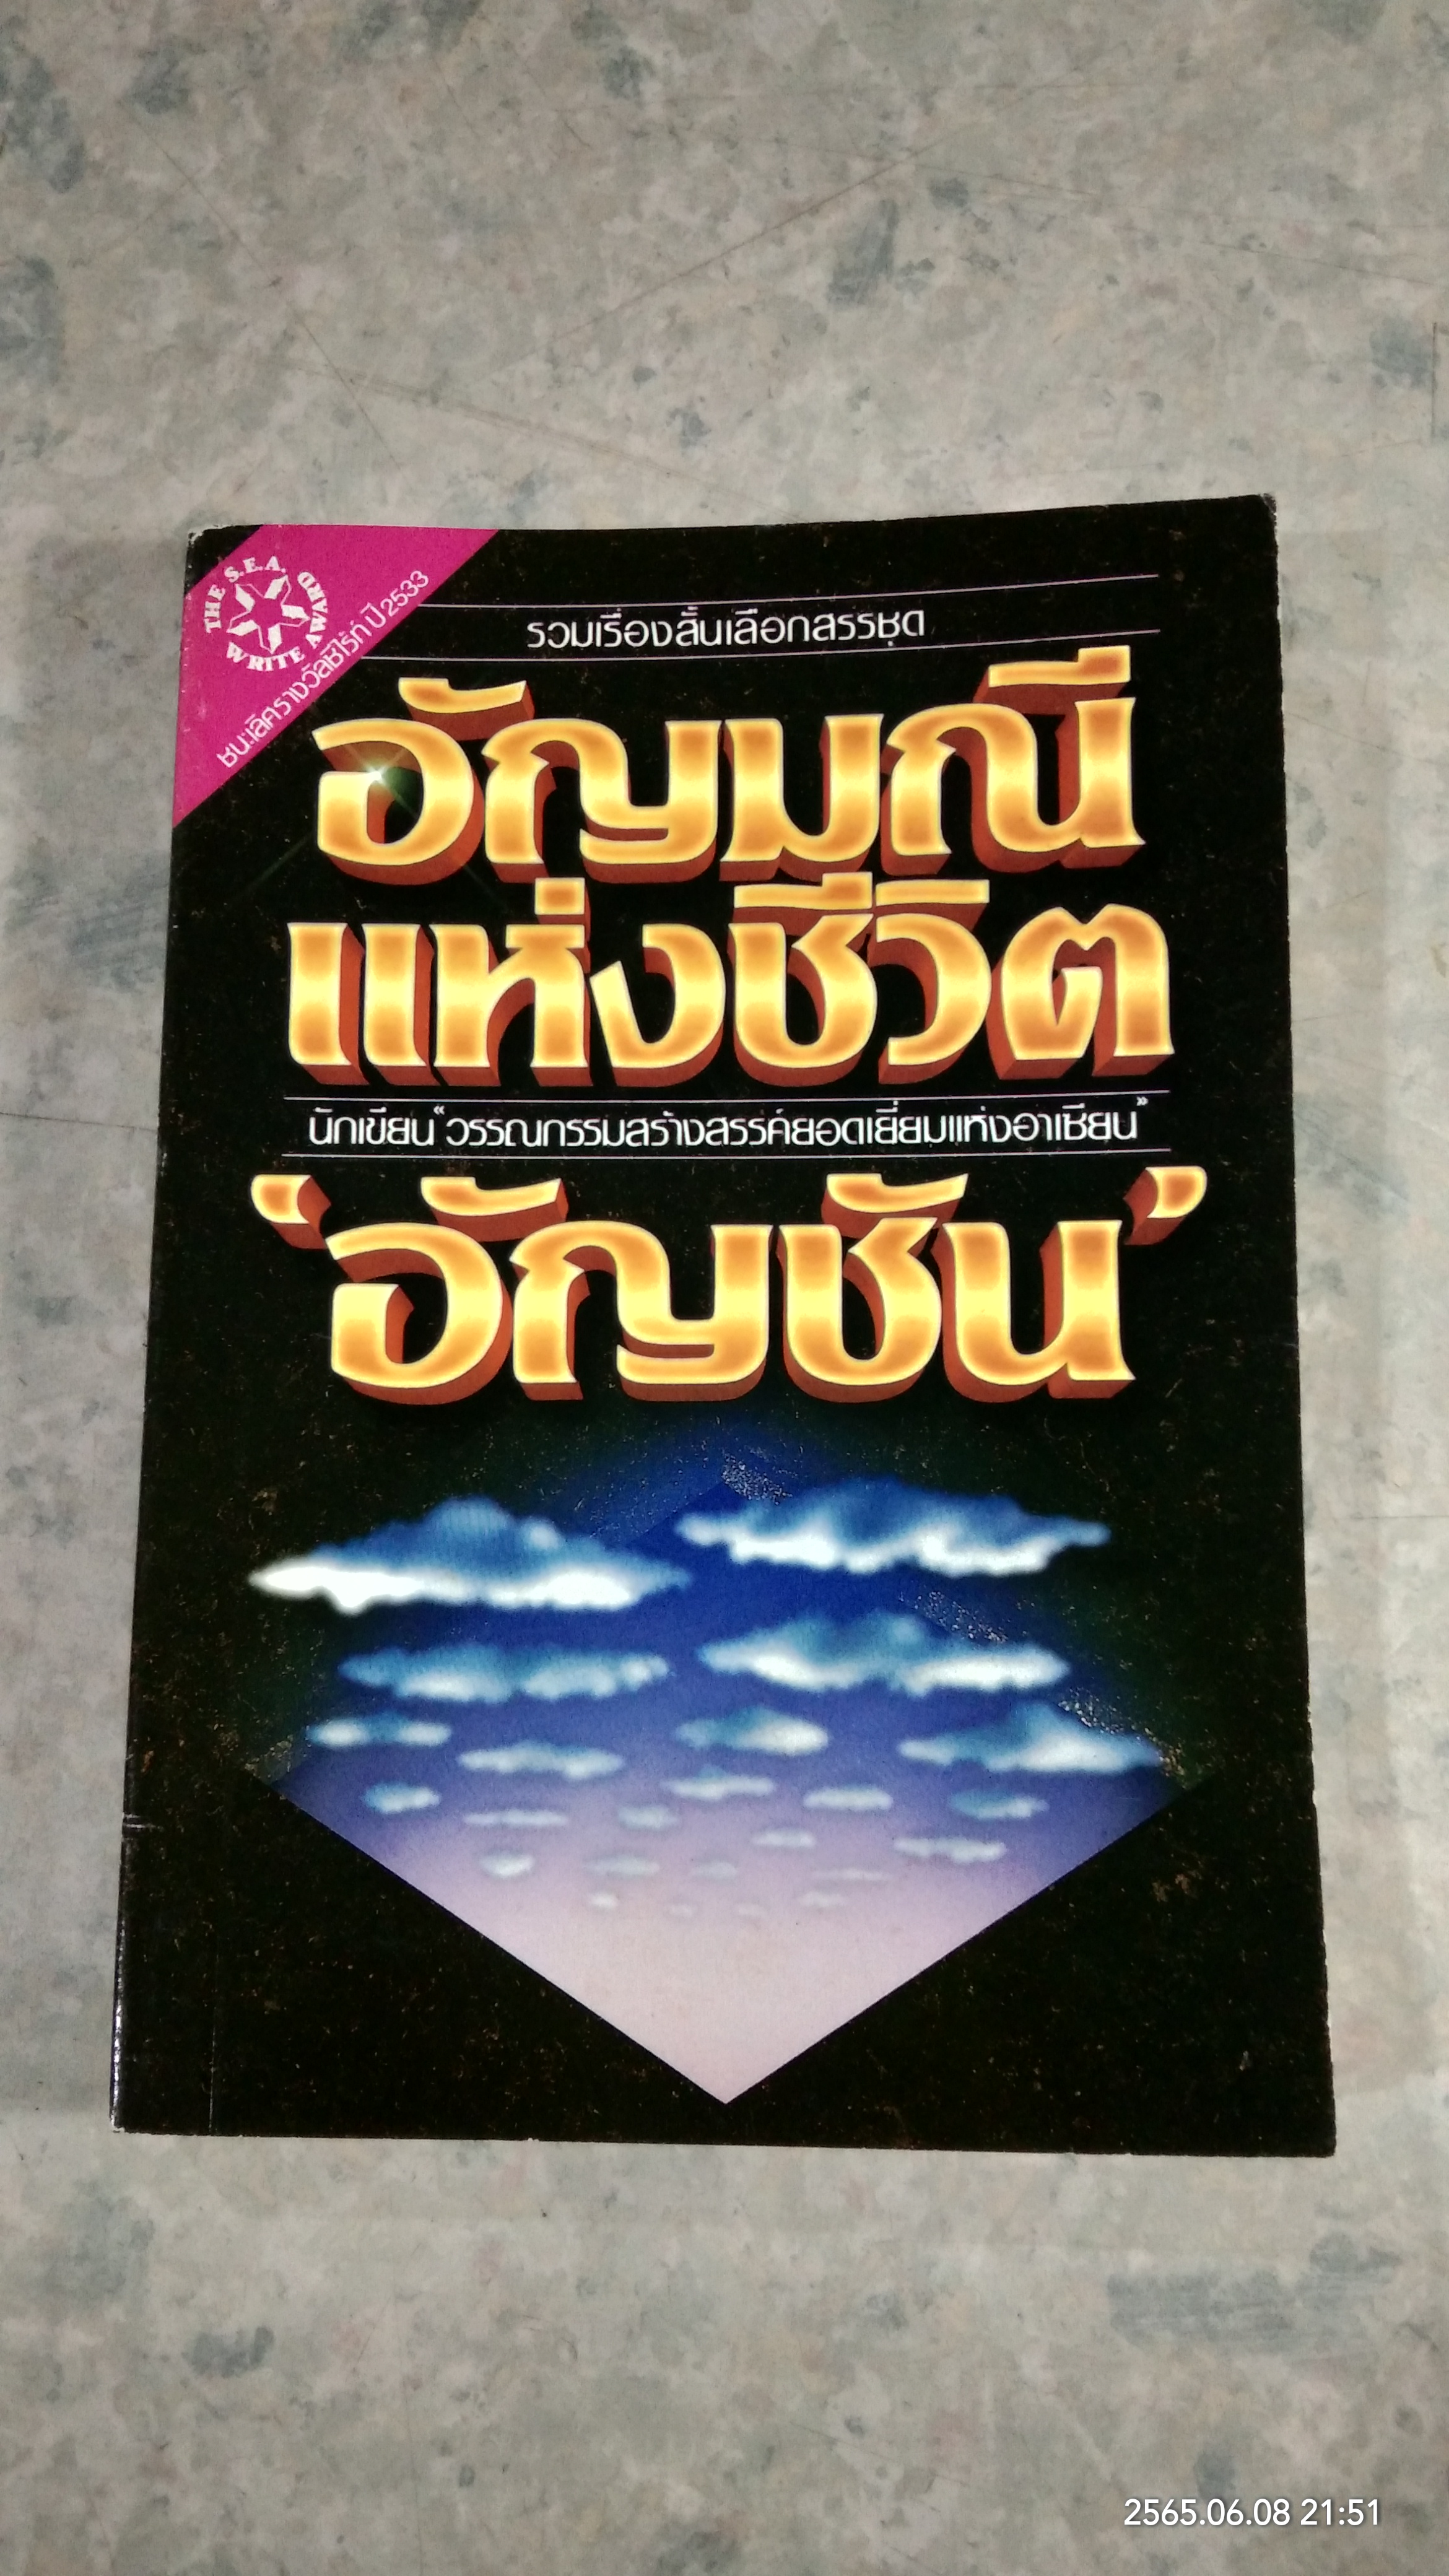 THE S.E.A.
WRITE AWARD
ชนะเลิศรางวัลซีไร้ท์ ปี 2533
รวมเรื่องสั้นเลือกสรรชุด
อัญมณี
แห่งชีวิต
นักเขียน “วรรณกรรมสร้างสรรค์ยอดเยี่ยมแห่งอาเซียน”
‘อัญชัน’
2565.06.08 21:51